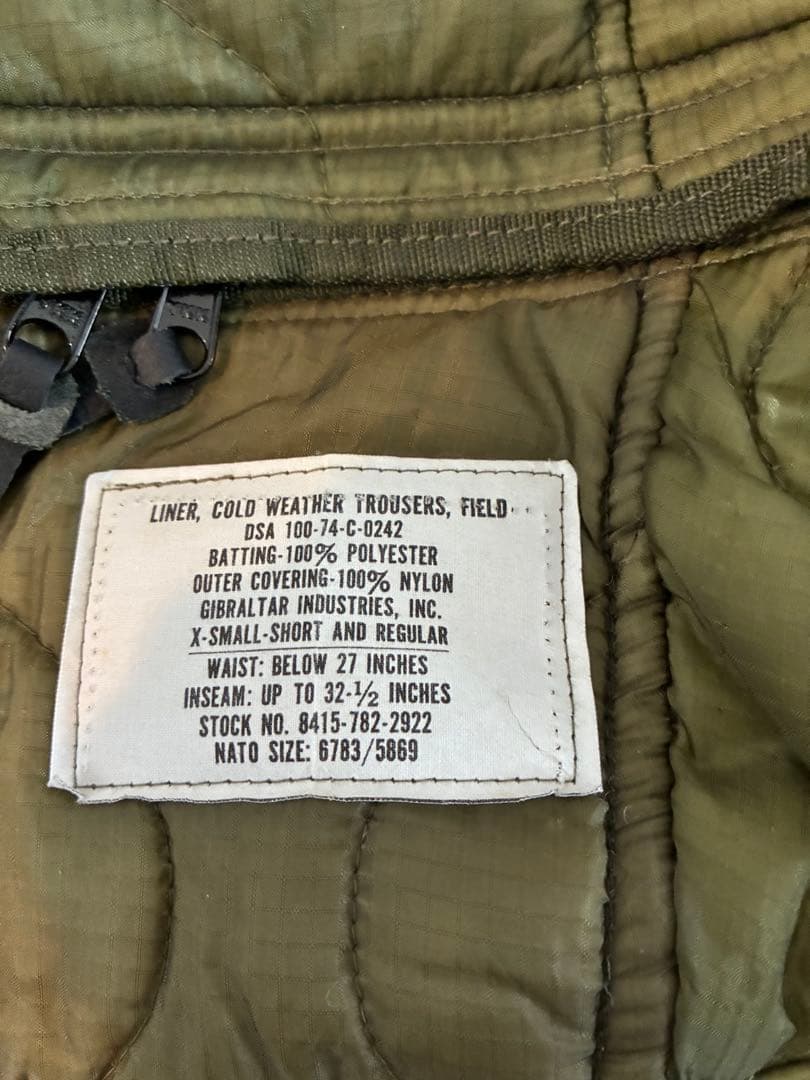 LINER, COLD WEATHER TROUSERS, FIELD
DSA 100-74-C-0242
BATTING-100% POLYESTER
OUTER COVERING-100% NYLON
GIBRALTAR INDUSTRIES, INC.
X-SMALL-SHORT AND REGULAR
WAIST: BELOW 27 INCHES
INSEAM: UP TO 32-1/2 INCHES
STOCK NO. 8415-782-2922
NATO SIZE: 6783/5869